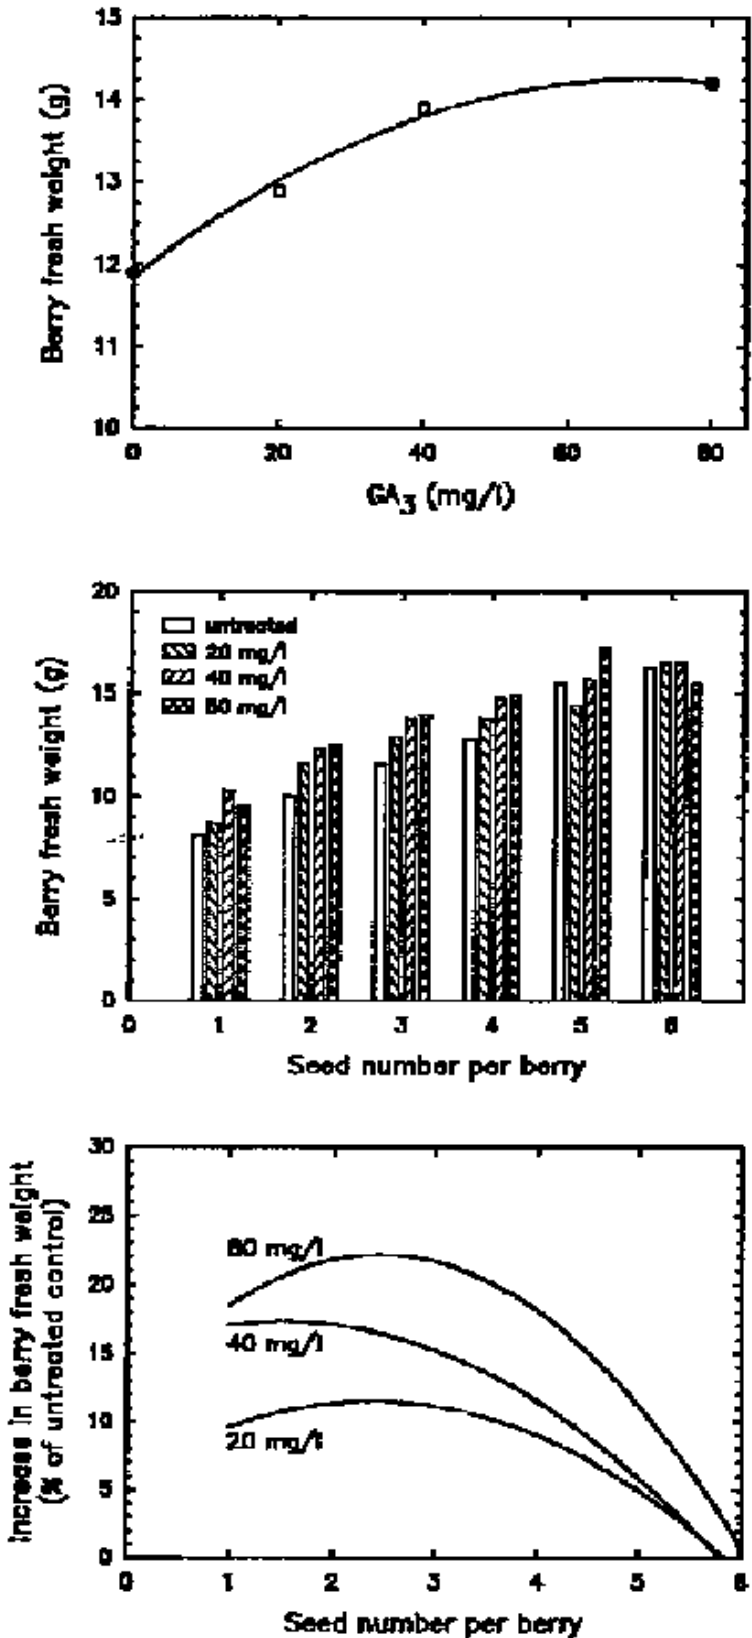 15
14
13
12
11
10
Berry fresh weight (g)
0 20 40 60 80
GA3 (mg/l)
20
15
10
5
0
Berry fresh weight (g)
untreated
20 mg/l
40 mg/l
80 mg/l
0 1 2 3 4 5 6
Seed number per berry
30
25
20
15
10
5
0
Increase in berry fresh weight
(% of untreated control)
80 mg/l
40 mg/l
20 mg/l
0 1 2 3 4 5 6
Seed number per berry